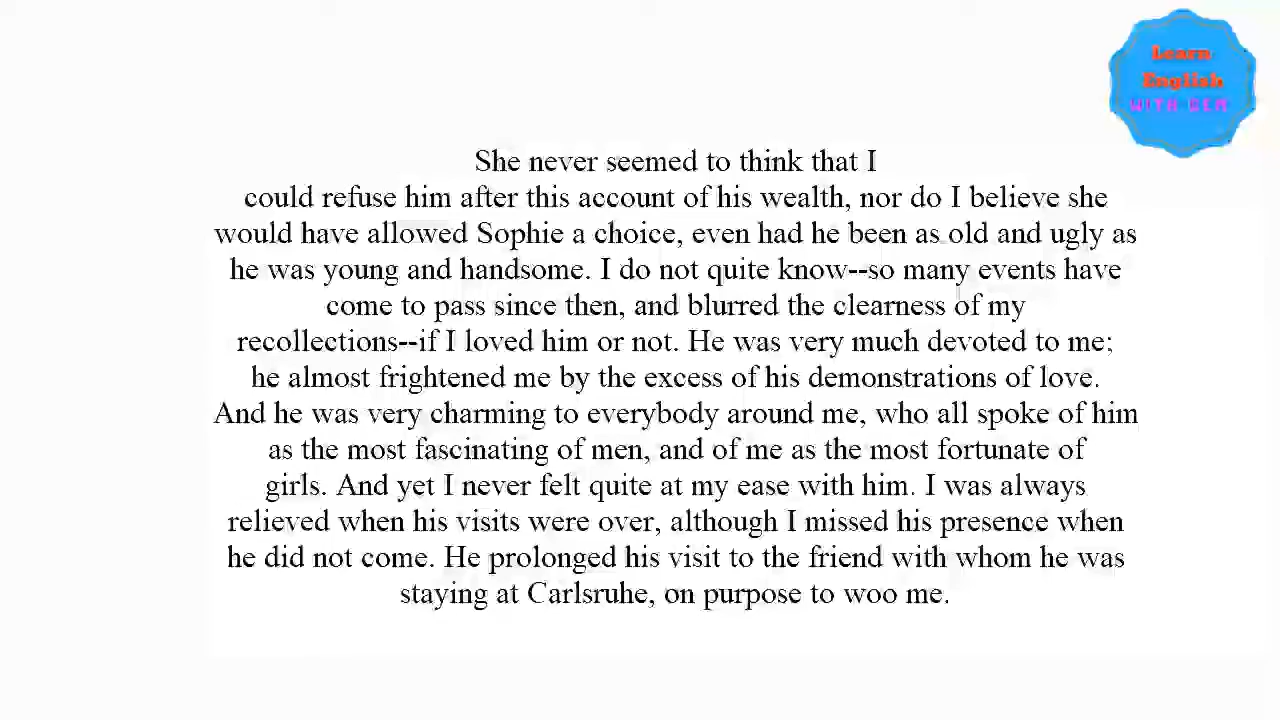 Learn
English
WITH GEM
She never seemed to think that I
could refuse him after this account of his wealth, nor do I believe she
would have allowed Sophie a choice, even had he been as old and ugly as
he was young and handsome. I do not quite know--so many events have
come to pass since then, and blurred the clearness of my
recollections--if I loved him or not. He was very much devoted to me;
he almost frightened me by the excess of his demonstrations of love.
And he was very charming to everybody around me, who all spoke of him
as the most fascinating of men, and of me as the most fortunate of
girls. And yet I never felt quite at my ease with him. I was always
relieved when his visits were over, although I missed his presence when
he did not come. He prolonged his visit to the friend with whom he was
staying at Carlsruhe, on purpose to woo me.